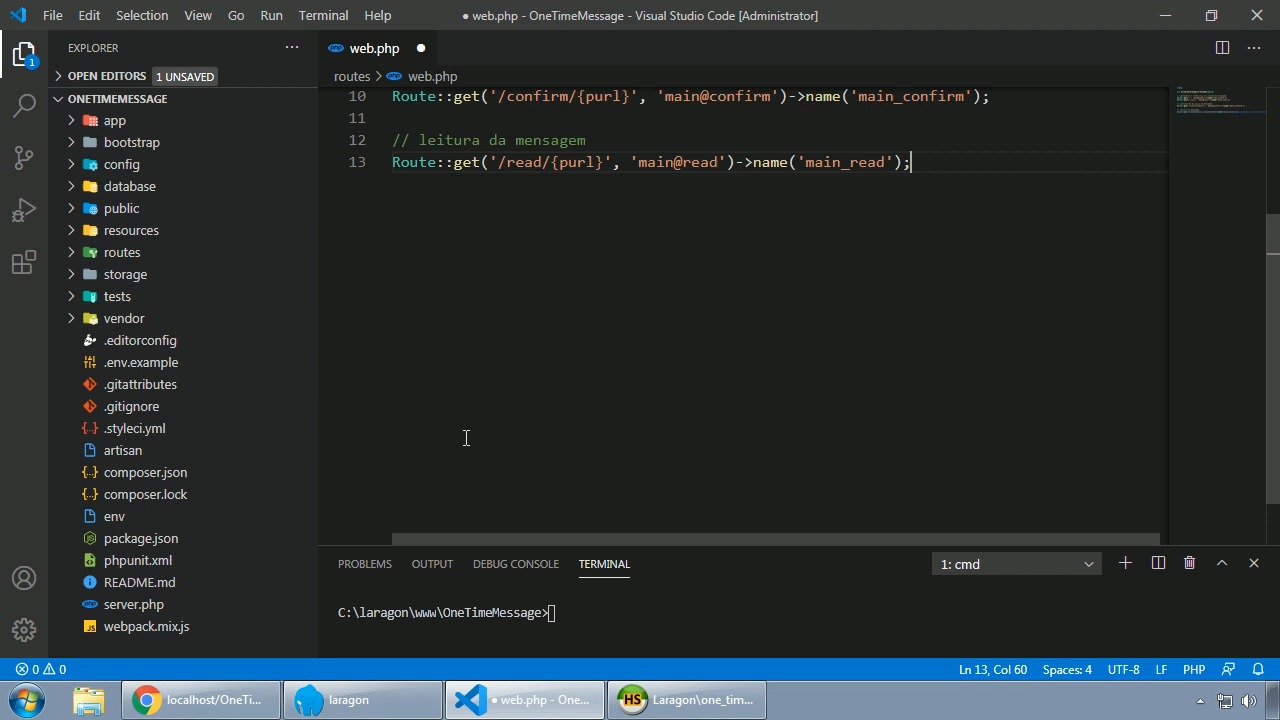 File Edit Selection View Go Run Terminal Help
● web.php - OneTimeMessage - Visual Studio Code [Administrator]
EXPLORER
web.php
OPEN EDITORS 1 UNSAVED
routes > web.php
ONETIMEMESSAGE
app
bootstrap
config
database
public
resources
routes
storage
tests
vendor
.editorconfig
.env.example
.gitattributes
.gitignore
.styleci.yml
artisan
composer.json
composer.lock
env
package.json
phpunit.xml
README.md
server.php
webpack.mix.js
1
10 Route::get('/confirm/{purl}', 'main@confirm')->name('main_confirm');
11
12 // leitura da mensagem
13 Route::get('/read/{purl}', 'main@read')->name('main_read');
PROBLEMS OUTPUT DEBUG CONSOLE TERMINAL
1: cmd
C:\laragon\www\OneTimeMessage>
0 0
Ln 13, Col 60 Spaces: 4 UTF-8 LF PHP
localhost/OneTi...
laragon
● web.php - One...
HS Laragon\one_tim...